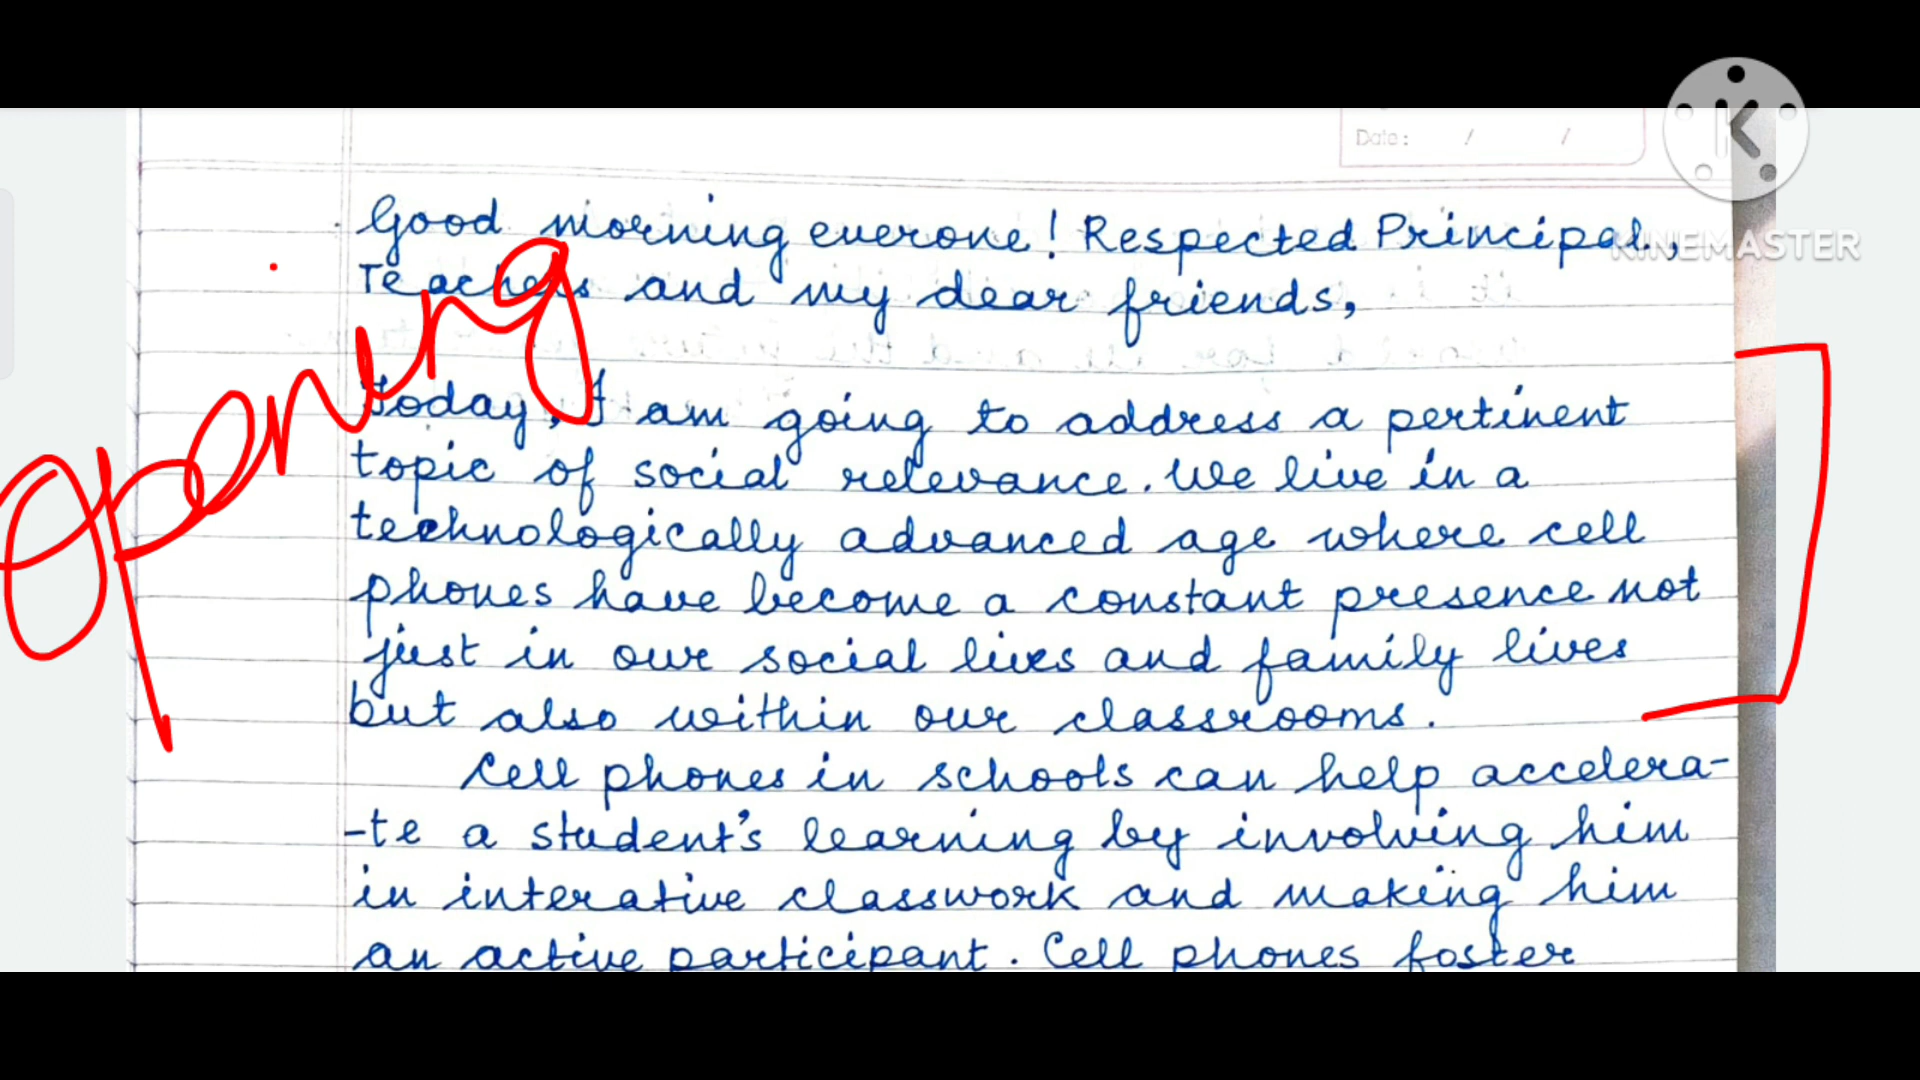 Date: / /
KINEMASTER
Good morning everone! Respected Principal,
Teachers and my dear friends,
opening
Today, I am going to address a pertinent
topic of social relevance. We live in a
technologically advanced age where cell
phones have become a constant presence not
just in our social lives and family lives
but also within our classrooms.
Cell phones in schools can help accelera-
-te a student's learning by involving him
in interative classwork and making him
an active participant. Cell phones foster